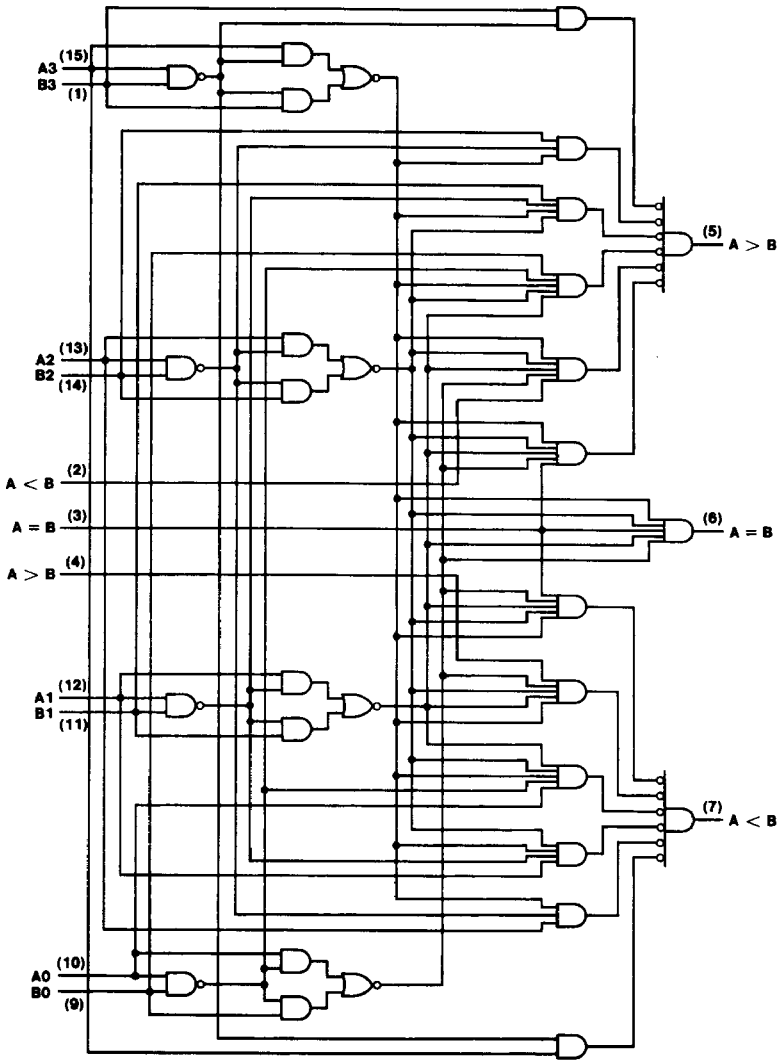 (15)
A3
B3
(1)
(5)
A > B
(13)
A2
B2
(14)
(2)
A < B
(3)
A = B
(6)
A = B
(4)
A > B
(12)
A1
B1
(11)
(7)
A < B
(10)
A0
B0
(9)